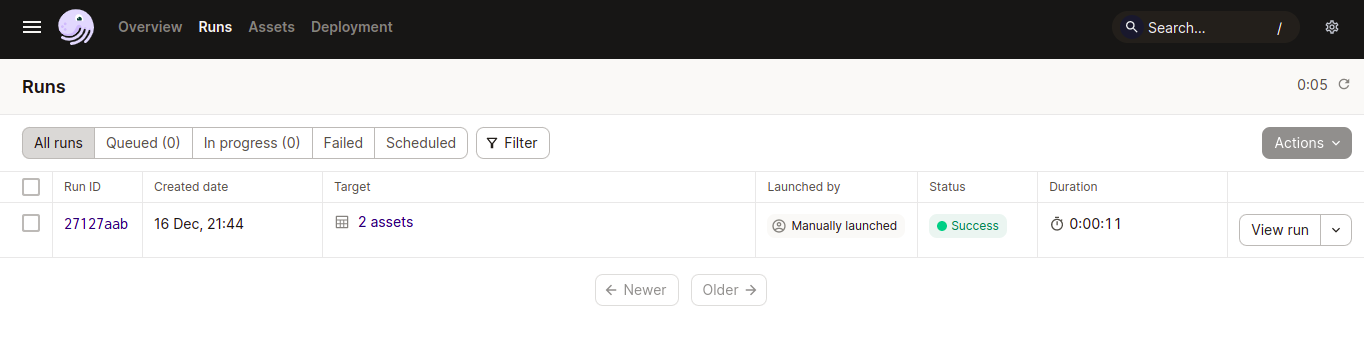 Overview Runs Assets Deployment Search... /
Runs 0:05
All runs Queued (0) In progress (0) Failed Scheduled Filter Actions
Run ID Created date Target Launched by Status Duration
27127aab 16 Dec, 21:44 2 assets Manually launched Success 0:00:11 View run
Newer Older